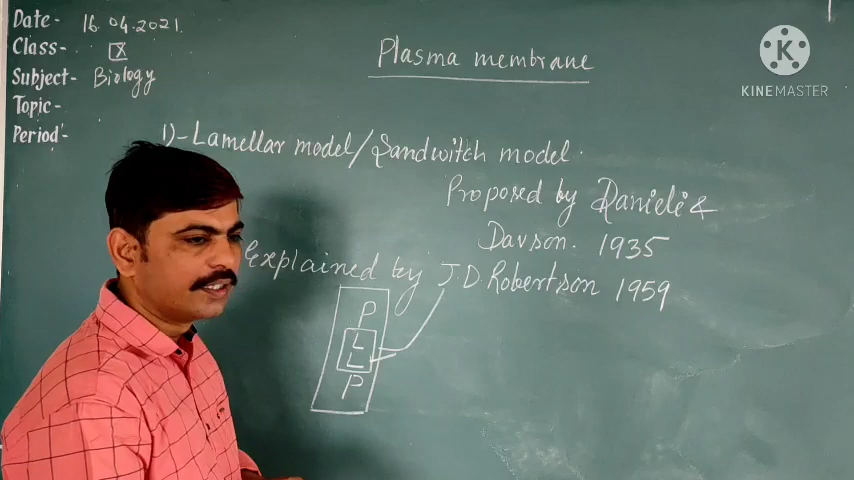 Date- 16.04.2021.
Class- X
Subject- Biology
Topic-
Period-
Plasma membrane
K
KINEMASTER
1)-Lamellar model/Sandwitch model.
Proposed by Danieli &
Davson. 1935
Explained by J.D. Robertson 1959
P
L
L
P